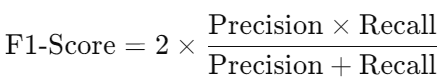 F1-Score = 2 × Precision × Recall / Precision + Recall